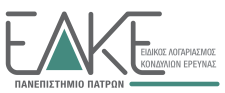 ΕΛΚΕ
ΕΙΔΙΚΟΣ ΛΟΓΑΡΙΑΣΜΟΣ
ΚΟΝΔΥΛΙΩΝ ΕΡΕΥΝΑΣ
ΠΑΝΕΠΙΣΤΗΜΙΟ ΠΑΤΡΩΝ